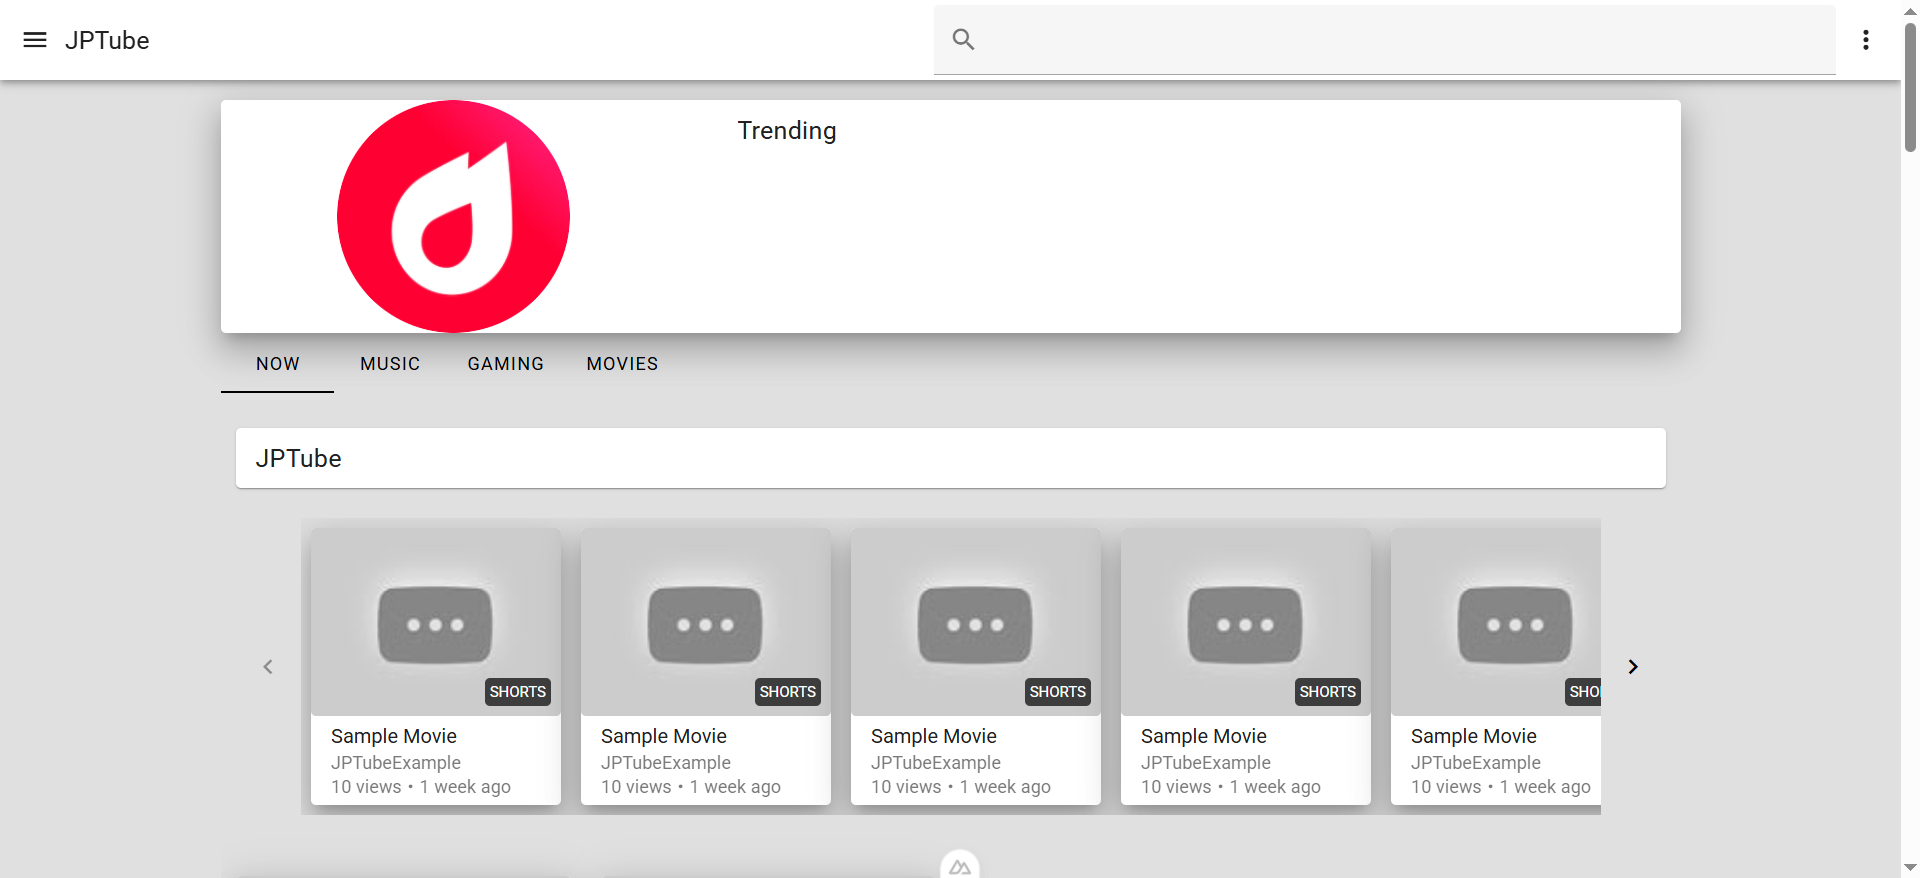 JPTube
Trending
NOW MUSIC GAMING MOVIES
JPTube
SHORTS SHORTS SHORTS SHORTS
Sample Movie Sample Movie Sample Movie Sample Movie Sample Movie
JPTubeExample JPTubeExample JPTubeExample JPTubeExample JPTubeExample
10 views • 1 week ago 10 views • 1 week ago 10 views • 1 week ago 10 views • 1 week ago 10 views • 1 week ago